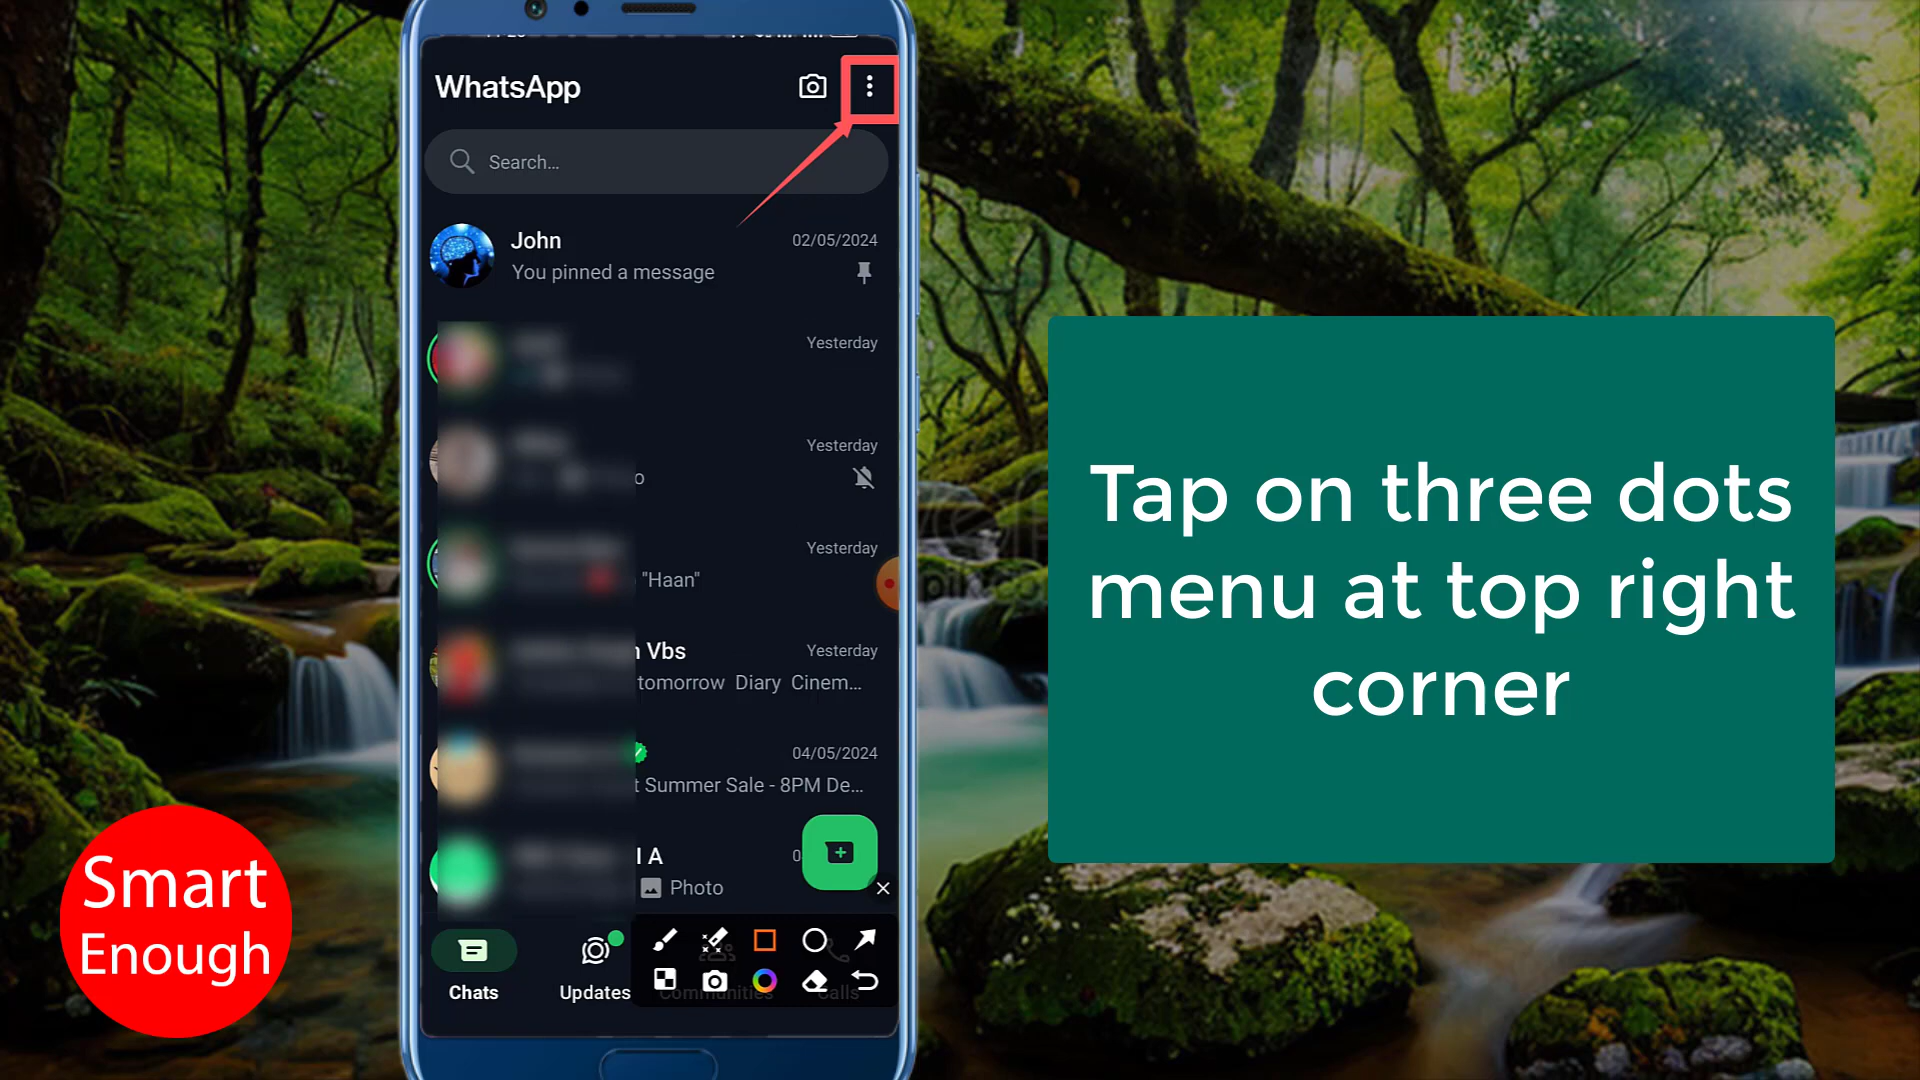 WhatsApp
Search...
John
02/05/2024
You pinned a message
Yesterday
Yesterday
Yesterday
"Haan"
Vbs
Yesterday
tomorrow Diary Cinem...
04/05/2024
Summer Sale - 8PM De...
A
Photo
Chats
Updates
Communities
Calls
Tap on three dots
menu at top right
corner
Smart
Enough